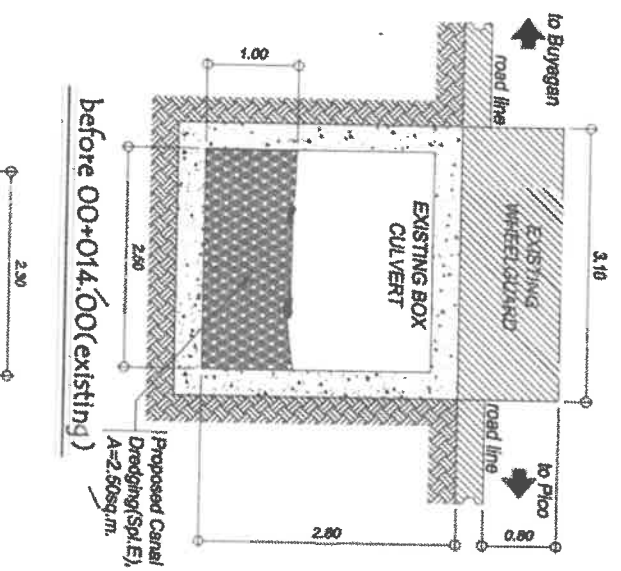 to Buyagan
road line
3.10
EXISTING
WHEELGUARD
road line
to Pico
0.80
1.00
EXISTING BOX
CULVERT
2.50
2.80
Proposed Canal
Dredging(Spl.E),
A=2.50sq.m.
before 00+014.00(existing)
2.90